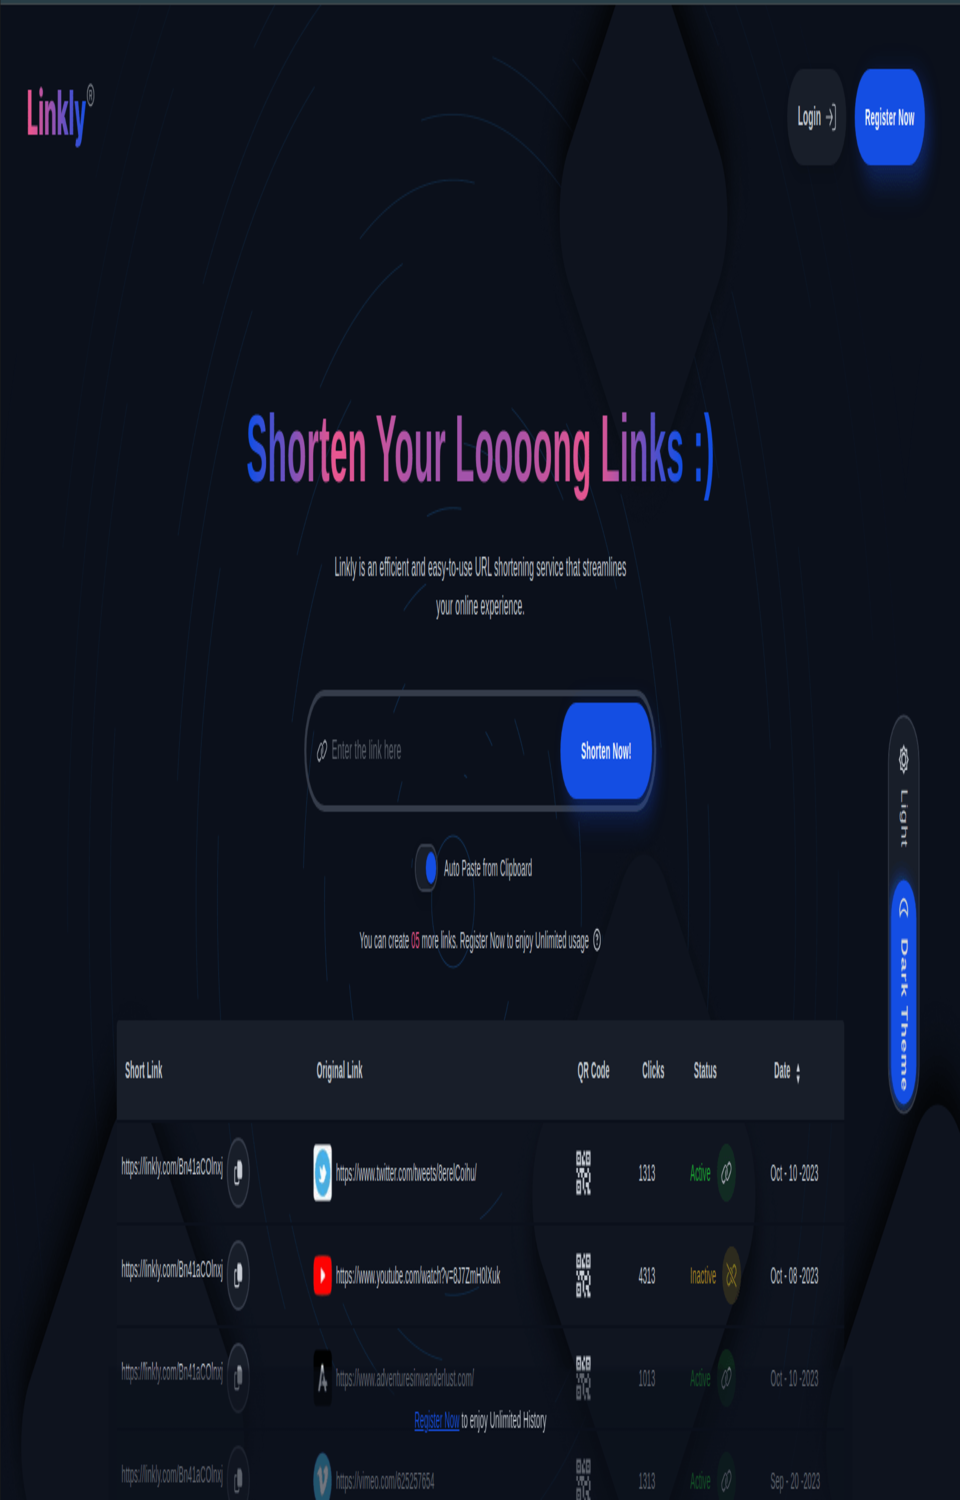 Linkly®
Login
Register Now
Shorten Your Loooong Links :)
Linkly is an efficient and easy-to-use URL shortening service that streamlines
your online experience.
Enter the link here
Shorten Now!
Auto Paste from Clipboard
You can create 05 more links. Register Now to enjoy Unlimited usage
Light
Dark Theme
Short Link Original Link QR Code Clicks Status Date
https://linkly.com/Bn41aCOlnxj https://www.twitter.com/tweets/8erelCoihu/ 1313 Active Oct - 10 -2023
https://linkly.com/Bn41aCOlnxj https://www.youtube.com/watch?v=8J7ZmH0lXuk 4313 Inactive Oct - 08 -2023
https://linkly.com/Bn41aCOlnxj https://www.adventuresinwanderlust.com/ 1013 Active Oct - 10 -2023
Register Now to enjoy Unlimited History
https://linkly.com/Bn41aCOlnxj https://vimeo.com/625257654 1313 Active Sep - 20 -2023